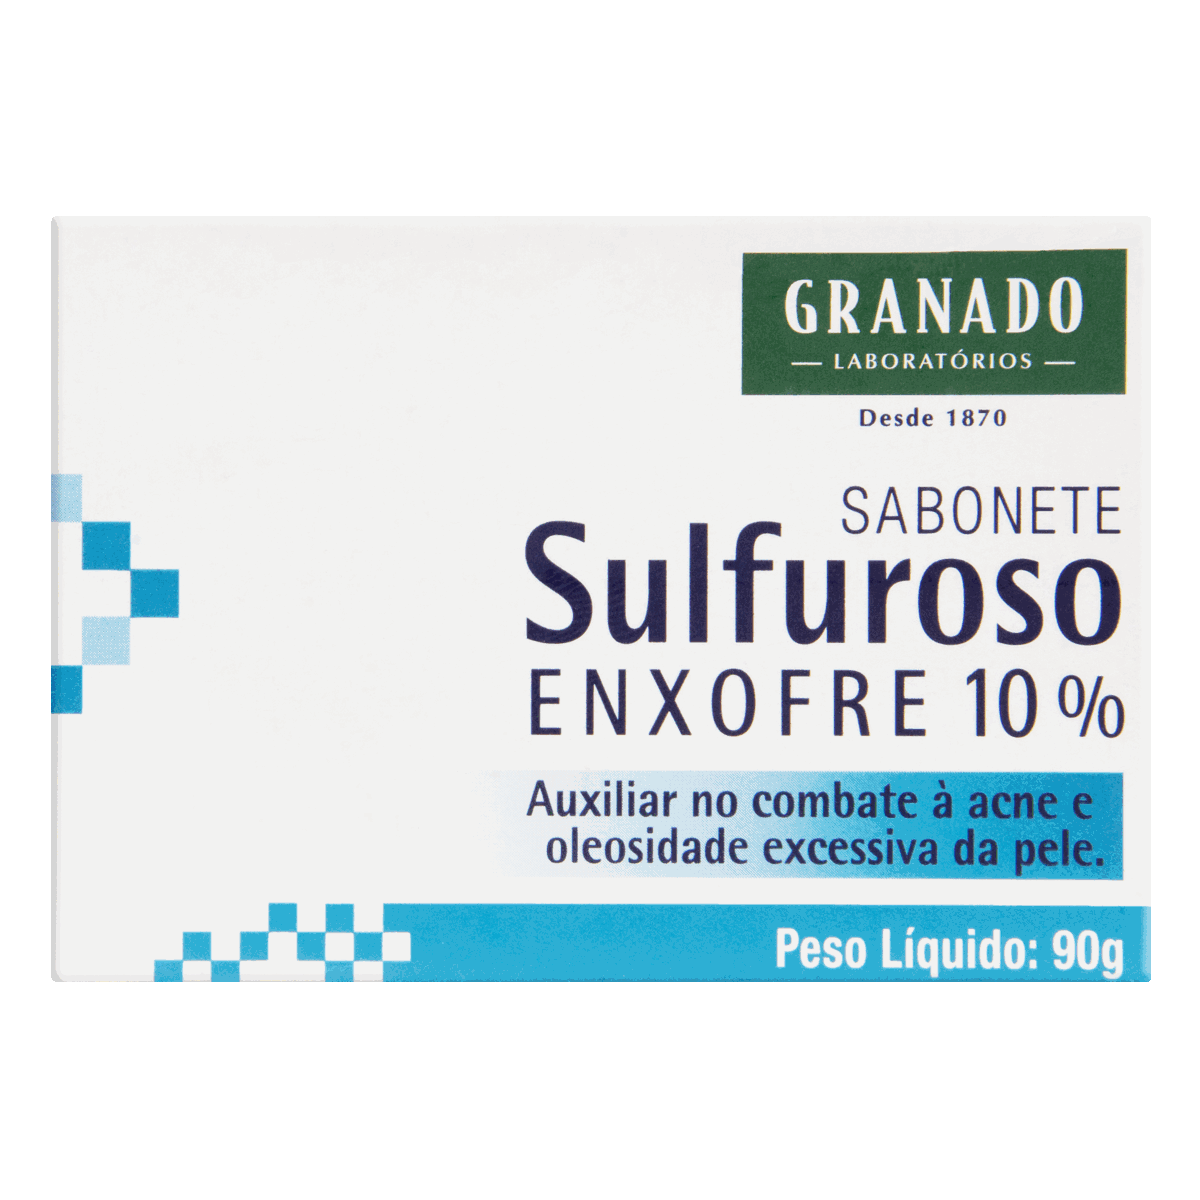 GRANADO
— LABORATÓRIOS —
Desde 1870
SABONETE
Sulfuroso
ENXOFRE 10%
Auxiliar no combate à acne e
oleosidade excessiva da pele.
Peso Líquido: 90g